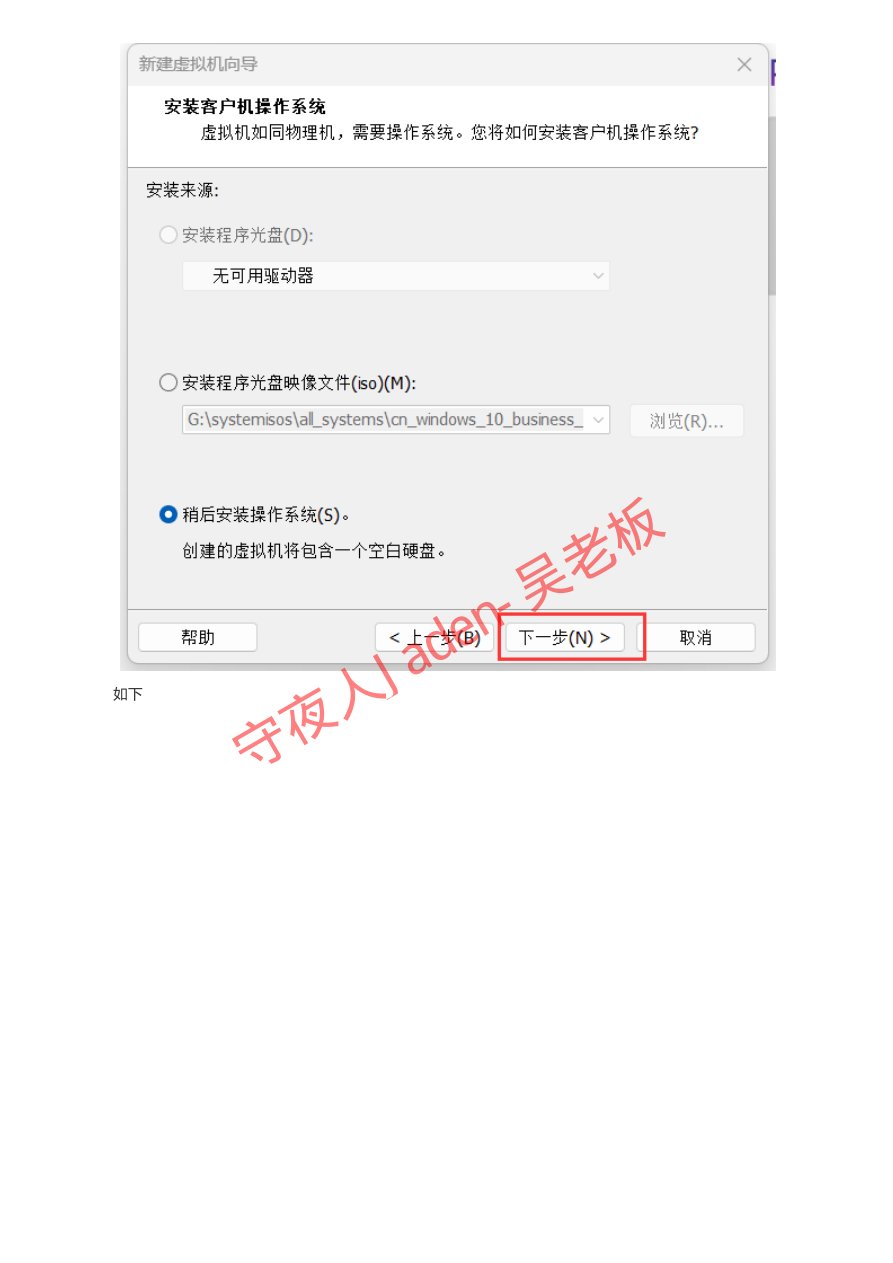 新建虚拟机向导
安装客户机操作系统
虚拟机如同物理机，需要操作系统。您将如何安装客户机操作系统?
安装来源:
安装程序光盘(D):
无可用驱动器
安装程序光盘映像文件(iso)(M):
G:\systemisos\all_systems\cn_windows_10_business_
浏览(R)...
稍后安装操作系统(S)。
创建的虚拟机将包含一个空白硬盘。
帮助
< 上一步(B)
下一步(N) >
取消
守夜人Jaden-吴老板
如下